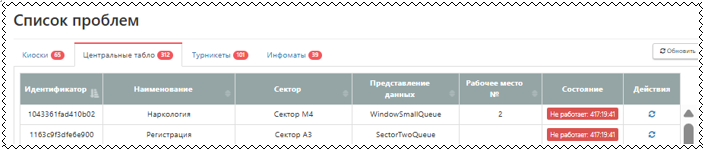 Список проблем
Киоски 65 Центральные табло 312 Турникеты 101 Инфоматы 39 Обновить
Идентификатор Наименование Сектор Представление данных Рабочее место № Состояние Действия
1043361fad410b02 Наркология Сектор М4 WindowSmallQueue 2 Не работает: 417:19:41
1163c9f3dfe6e900 Регистрация Сектор А3 SectorTwoQueue Не работает: 417:19:41